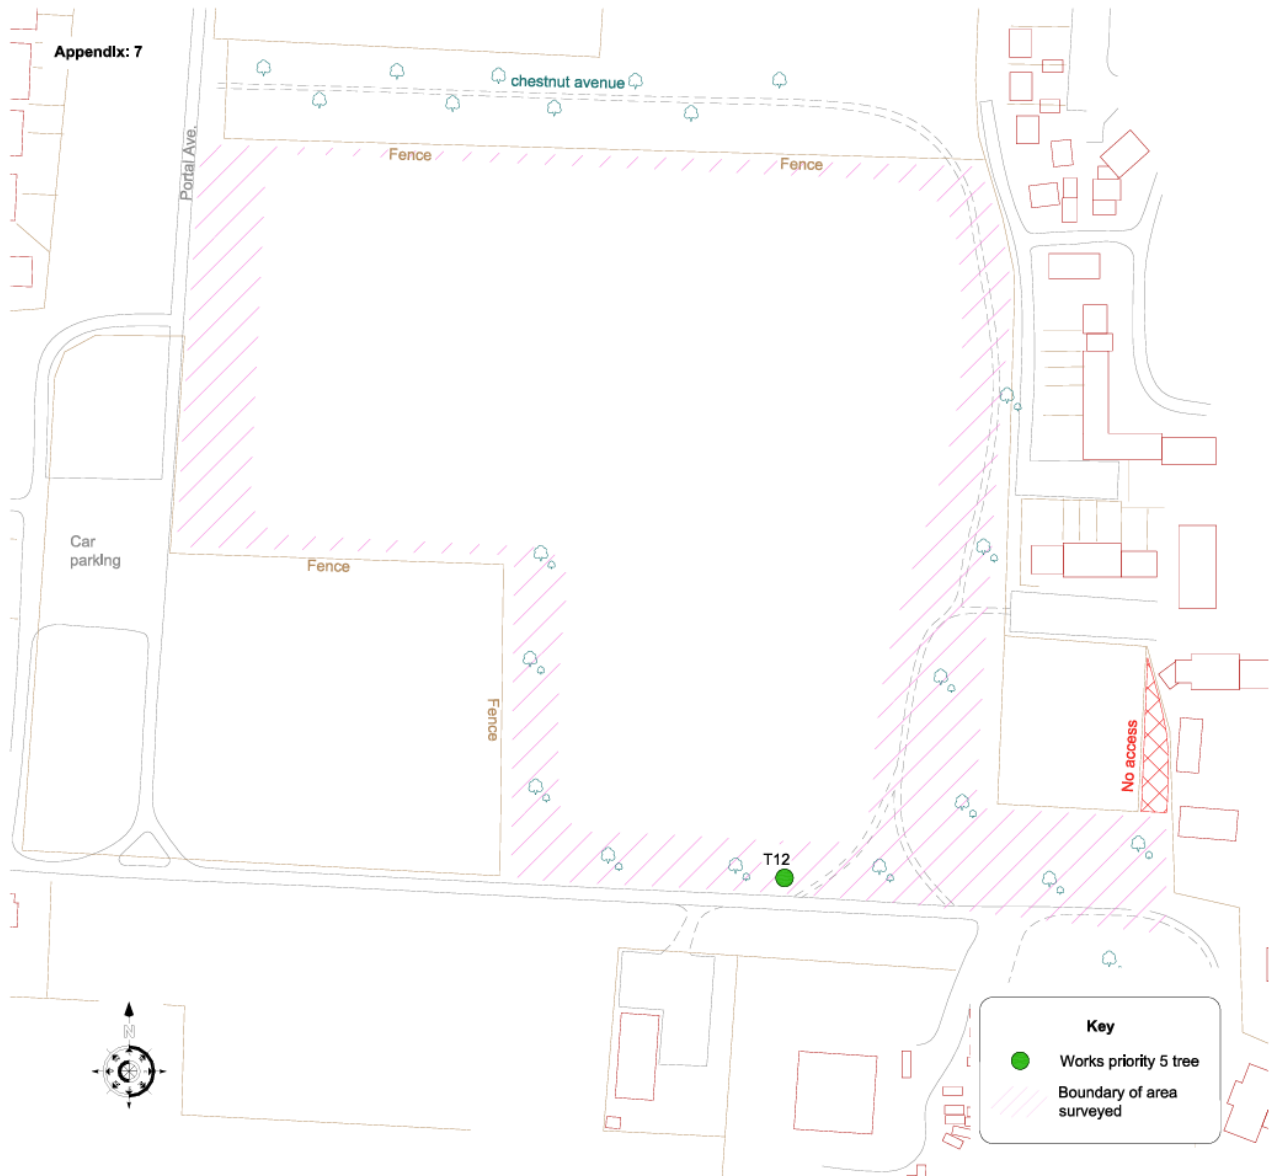 Appendix: 7
chestnut avenue
Portal Ave.
Fence
Fence
Car
parking
Fence
Fence
No access
T12
N
Key
Works priority 5 tree
Boundary of area
surveyed